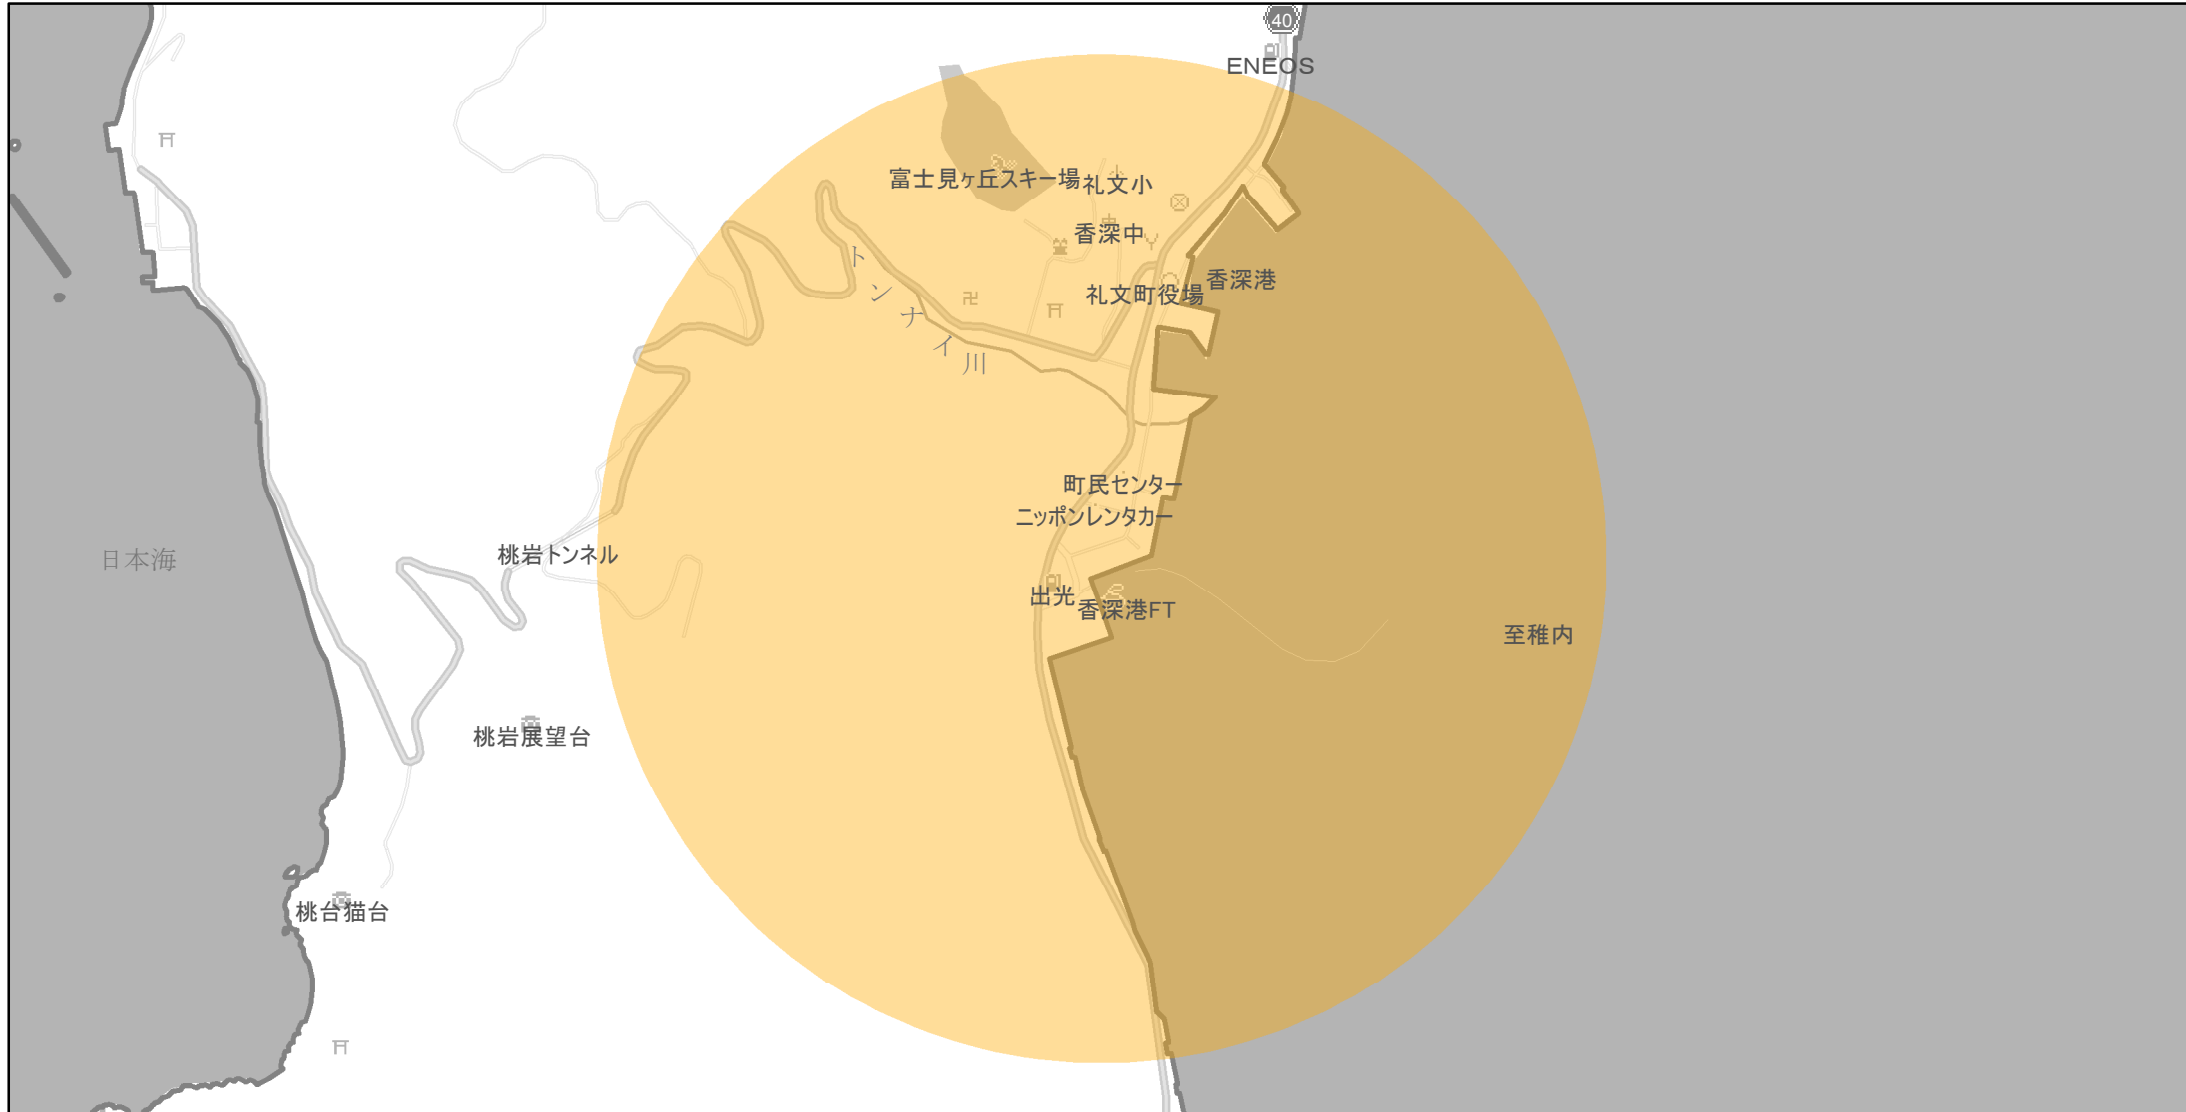 40
ENEOS
富士見ヶ丘スキー場
礼文小
香深中
トンナイ川
香深港
礼文町役場
町民センター
ニッポンレンタカー
桃岩トンネル
日本海
出光
香深港FT
至稚内
桃岩展望台
桃台猫台